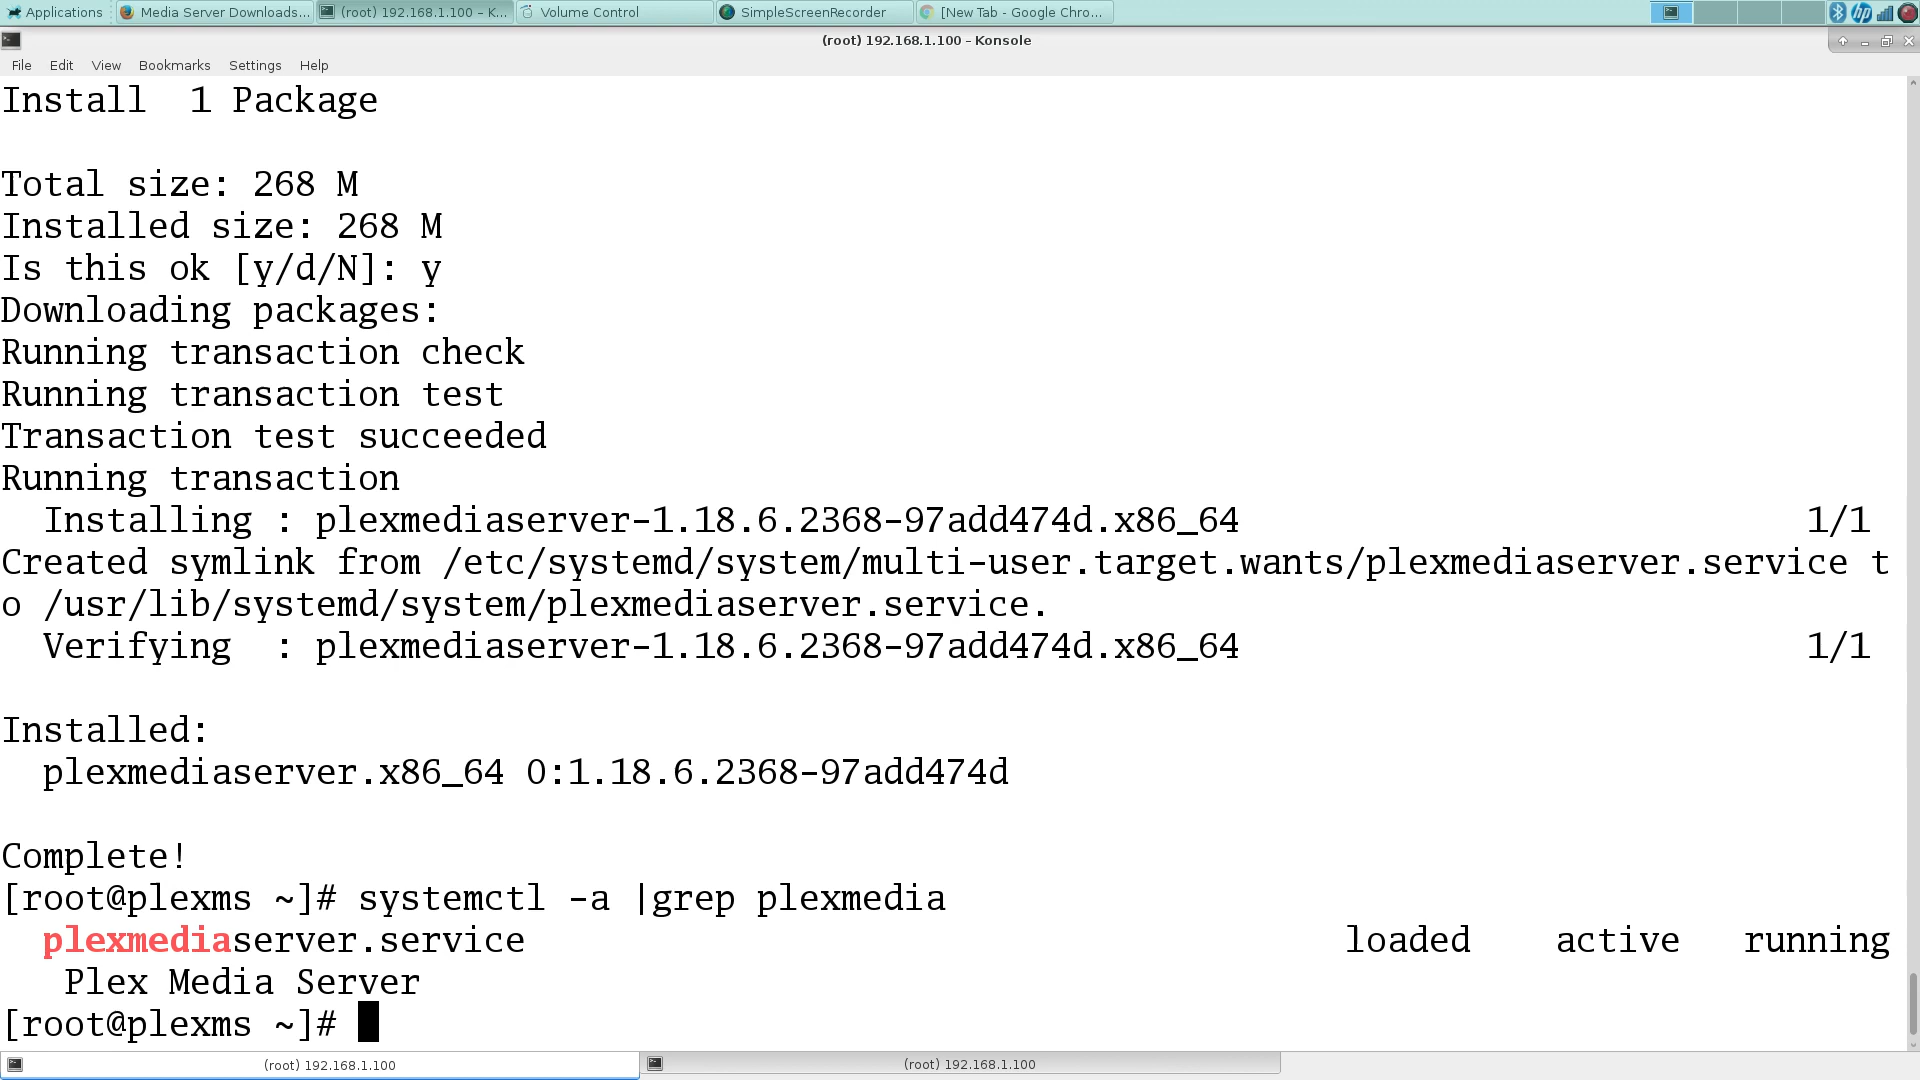 Applications
Media Server Downloads...
(root) 192.168.1.100 – K...
Volume Control
SimpleScreenRecorder
[New Tab - Google Chro...
hp
(root) 192.168.1.100 – Konsole
File Edit View Bookmarks Settings Help
Install  1 Package
Total size: 268 M
Installed size: 268 M
Is this ok [y/d/N]: y
Downloading packages:
Running transaction check
Running transaction test
Transaction test succeeded
Running transaction
  Installing : plexmediaserver-1.18.6.2368-97add474d.x86_64 1/1
Created symlink from /etc/systemd/system/multi-user.target.wants/plexmediaserver.service t
o /usr/lib/systemd/system/plexmediaserver.service.
  Verifying  : plexmediaserver-1.18.6.2368-97add474d.x86_64 1/1
Installed:
  plexmediaserver.x86_64 0:1.18.6.2368-97add474d
Complete!
[root@plexms ~]# systemctl -a |grep plexmedia
  plexmediaserver.service loaded active running
   Plex Media Server
[root@plexms ~]#
(root) 192.168.1.100
(root) 192.168.1.100